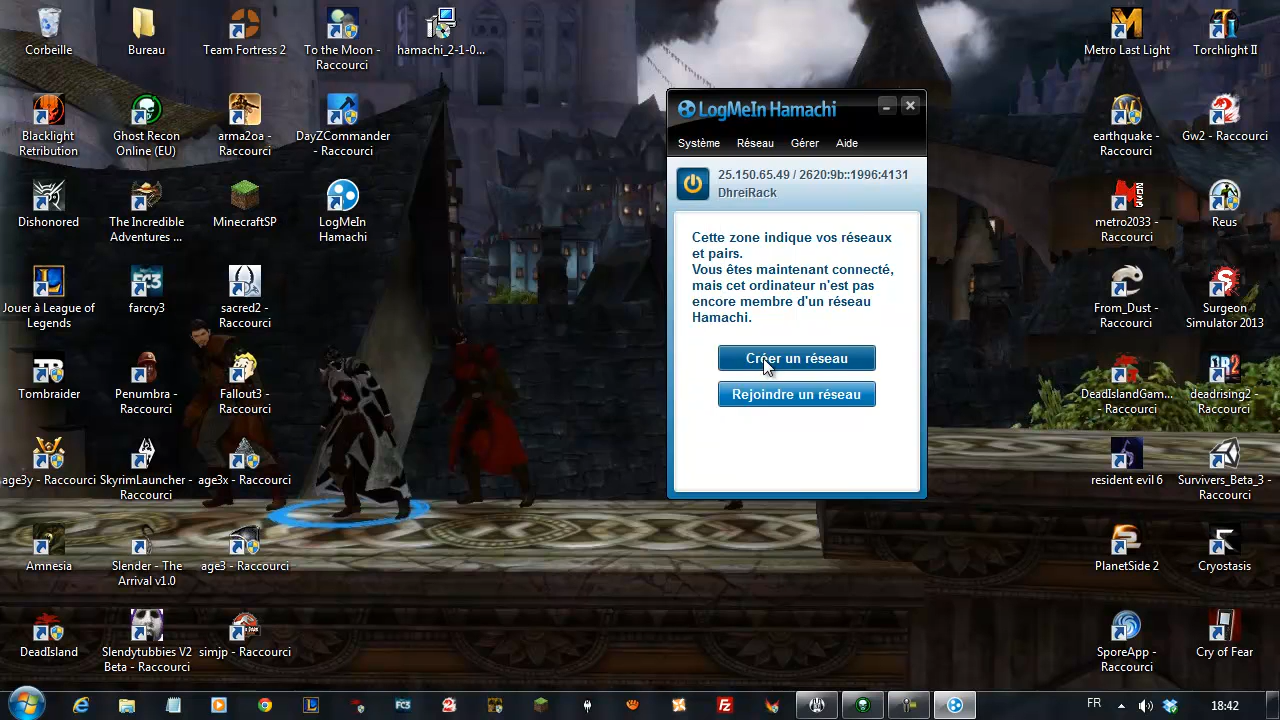 Corbeille
Bureau
Team Fortress 2
To the Moon -
Raccourci
hamachi_2-1-0...
Metro Last Light
Torchlight II
Blacklight
Retribution
Ghost Recon
Online (EU)
arma2oa -
Raccourci
DayZCommander
- Raccourci
earthquake -
Raccourci
Gw2 - Raccourci
Dishonored
The Incredible
Adventures ...
MinecraftSP
LogMeIn
Hamachi
metro2033 -
Raccourci
Reus
Jouer à League of
Legends
farcry3
sacred2 -
Raccourci
From_Dust -
Raccourci
Surgeon
Simulator 2013
Tombraider
Penumbra -
Raccourci
Fallout3 -
Raccourci
DeadIslandGam...
- Raccourci
deadrising2 -
Raccourci
age3y - Raccourci
SkyrimLauncher -
Raccourci
age3x - Raccourci
resident evil 6
Survivers_Beta_3 -
Raccourci
Amnesia
Slender - The
Arrival v1.0
age3 - Raccourci
PlanetSide 2
Cryostasis
DeadIsland
Slendytubbies V2
Beta - Raccourci
simjp - Raccourci
SporeApp -
Raccourci
Cry of Fear
LogMeIn Hamachi
Système Réseau Gérer Aide
25.150.65.49 / 2620:9b::1996:4131
DhreiRack
Cette zone indique vos réseaux
et pairs.
Vous êtes maintenant connecté,
mais cet ordinateur n'est pas
encore membre d'un réseau
Hamachi.
Créer un réseau
Rejoindre un réseau
FR
18:42